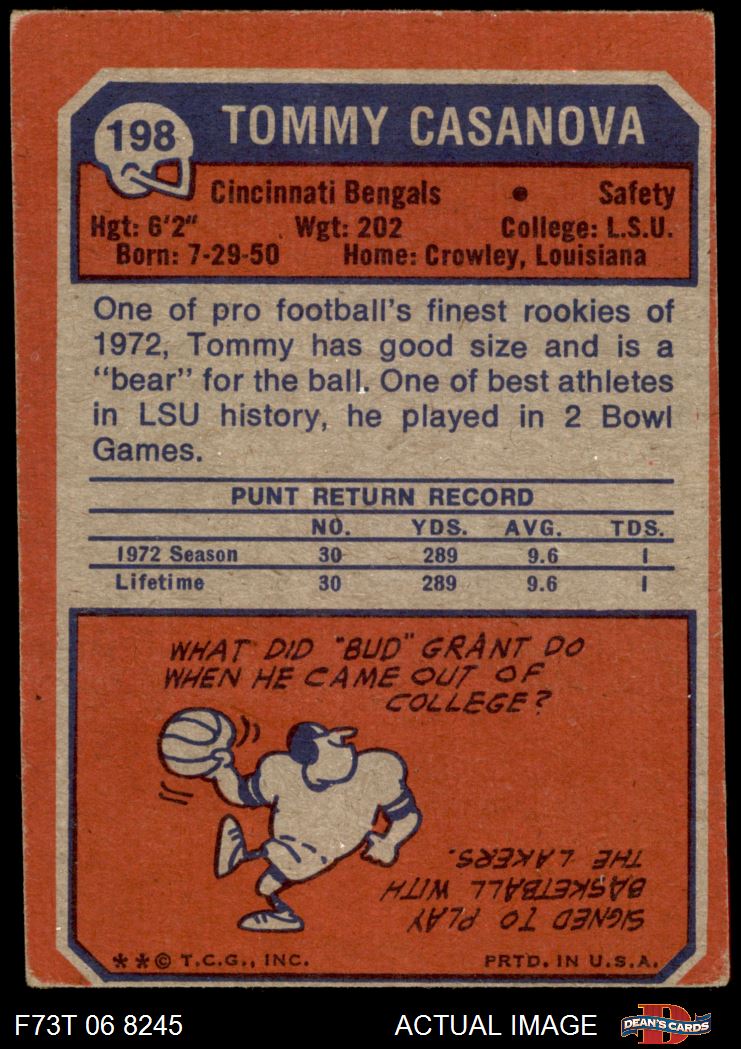 198
TOMMY CASANOVA
Cincinnati Bengals • Safety
Hgt: 6'2" Wgt: 202 College: L.S.U.
Born: 7-29-50 Home: Crowley, Louisiana
One of pro football's finest rookies of
1972, Tommy has good size and is a
"bear" for the ball. One of best athletes
in LSU history, he played in 2 Bowl
Games.
PUNT RETURN RECORD
NO. YDS. AVG. TDS.
1972 Season 30 289 9.6 1
Lifetime 30 289 9.6 1
WHAT DID "BUD" GRANT DO
WHEN HE CAME OUT OF
COLLEGE?
SIGNED TO PLAY
BASKETBALL WITH
THE LAKERS.
**© T.C.G., INC. PRTD. IN U.S.A.
F73T 06 8245 ACTUAL IMAGE
D
DEAN'S CARDS